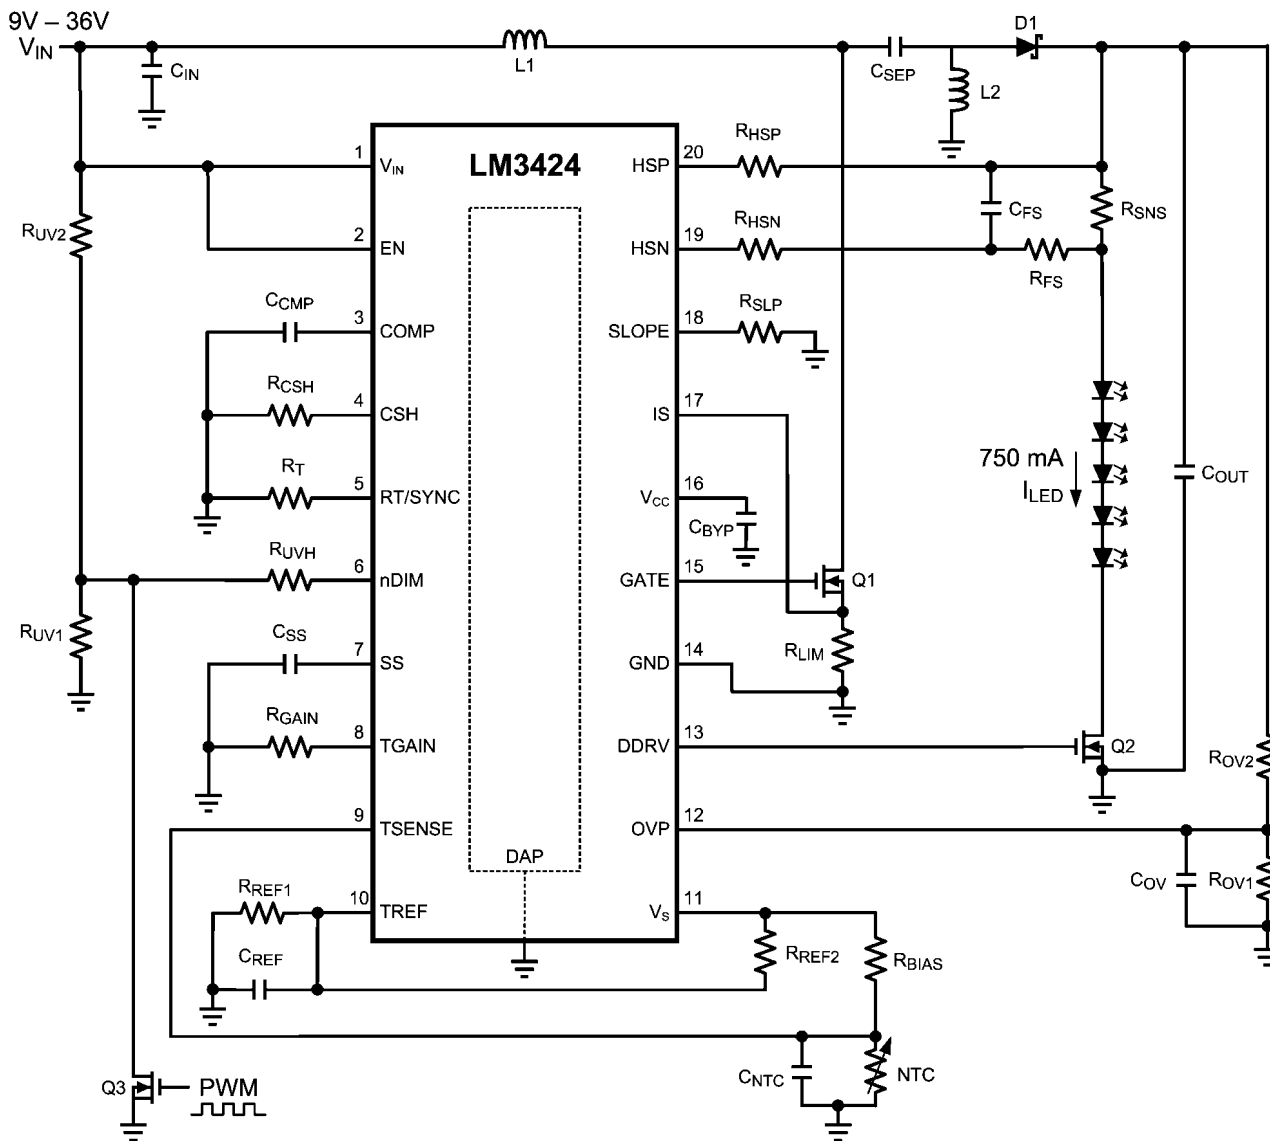 9V – 36V
VIN
CIN
L1
CSEP
D1
L2
LM3424
1
VIN
2
EN
3
COMP
4
CSH
5
RT/SYNC
6
nDIM
7
SS
8
TGAIN
9
TSENSE
10
TREF
DAP
20
HSP
19
HSN
18
SLOPE
17
IS
16
VCC
15
GATE
14
GND
13
DDRV
12
OVP
11
VS
RUV2
CCMP
RCSH
RT
RUVH
RUV1
CSS
RGAIN
RREF1
CREF
RHSP
RHSN
RSLP
CFS
RSNS
RFS
CBYP
Q1
RLIM
750 mA
ILED
COUT
Q2
ROV2
COV
ROV1
RREF2
RBIAS
CNTC
NTC
Q3
PWM